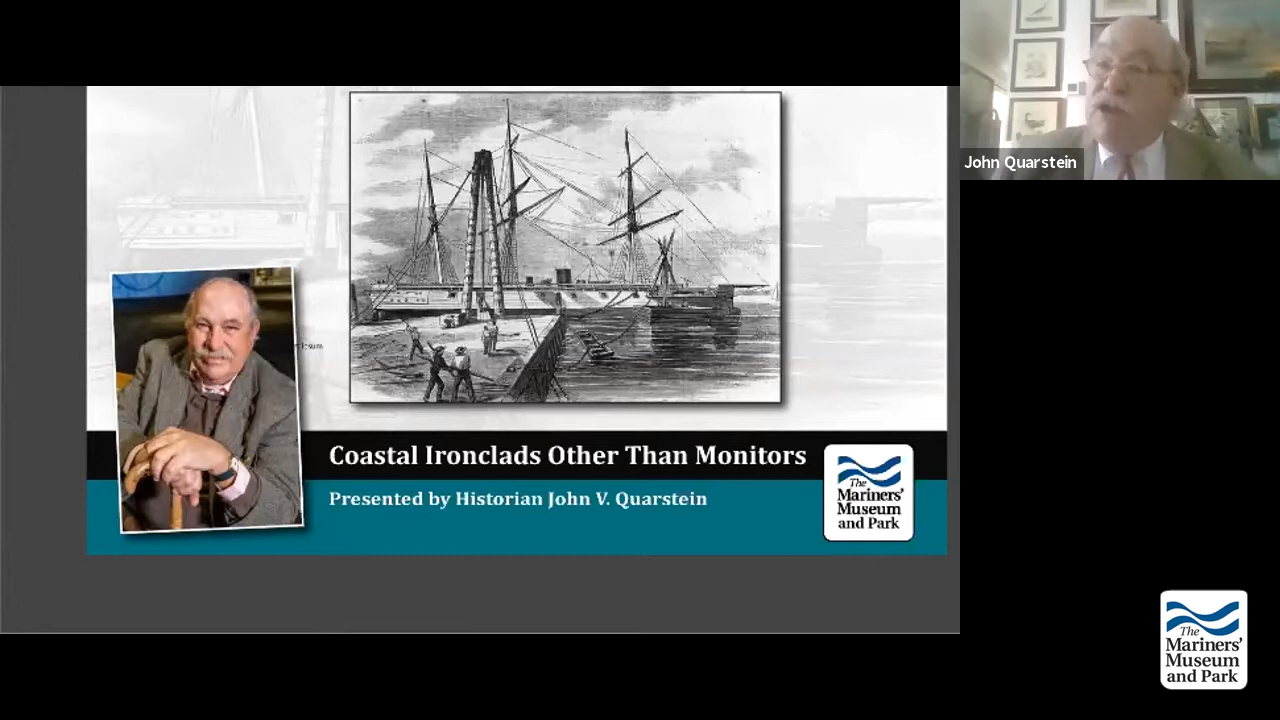 John Quarstein
Coastal Ironclads Other Than Monitors
Presented by Historian John V. Quarstein
The
Mariners'
Museum
and Park
The
Mariners'
Museum
and Park